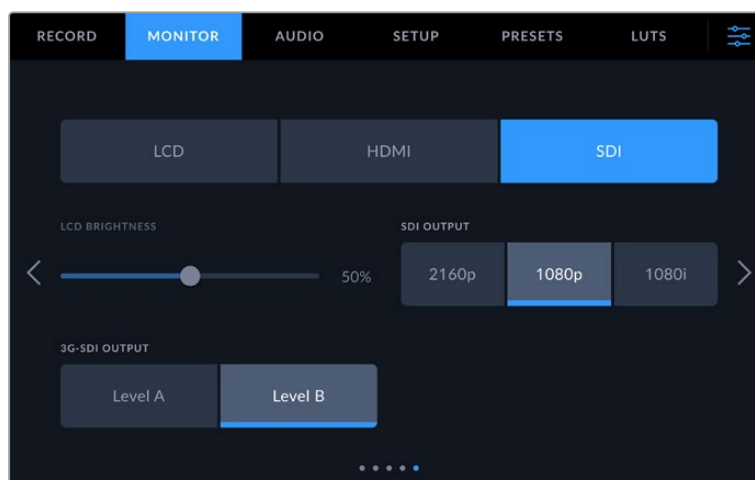 RECORD MONITOR AUDIO SETUP PRESETS LUTS
LCD HDMI SDI
LCD BRIGHTNESS SDI OUTPUT
50% 2160p 1080p 1080i
3G-SDI OUTPUT
Level A Level B